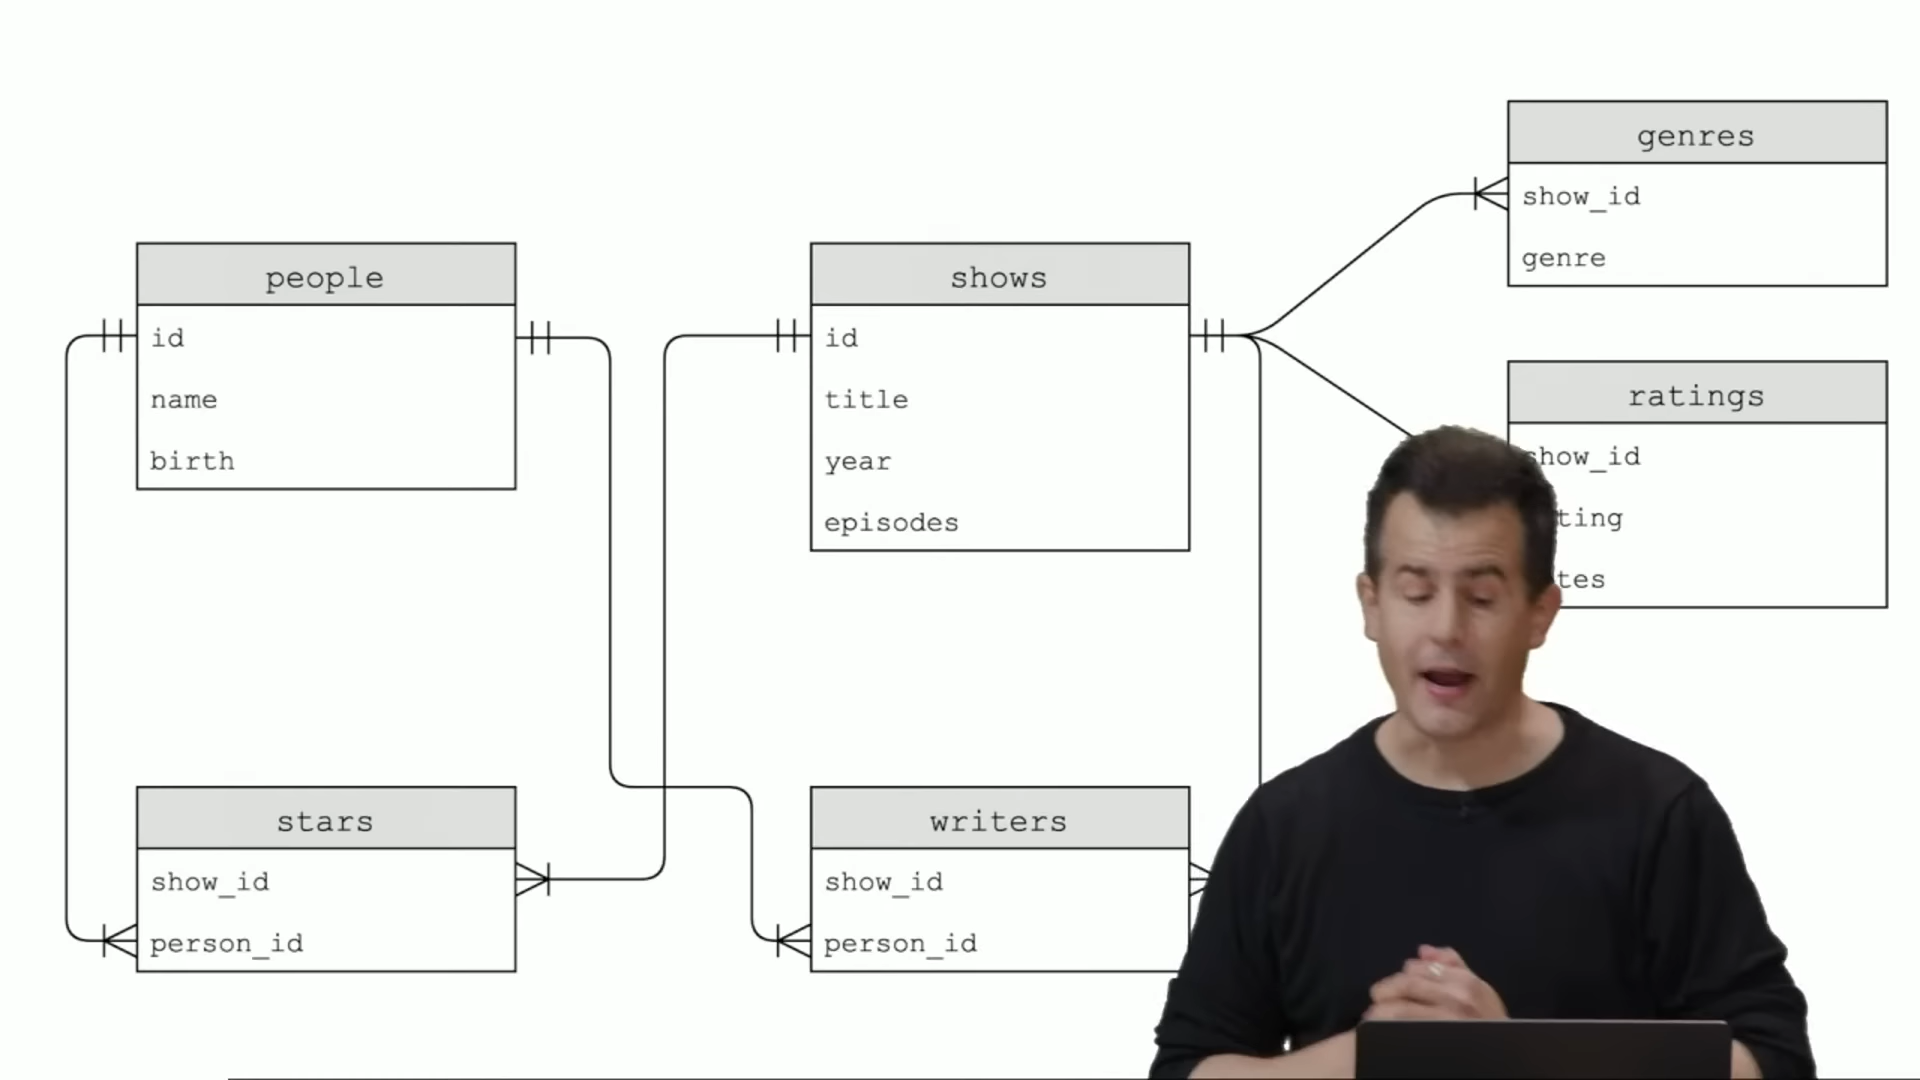 people
id
name
birth
shows
id
title
year
episodes
genres
show_id
genre
ratings
show_id
stars
show_id
person_id
writers
show_id
person_id